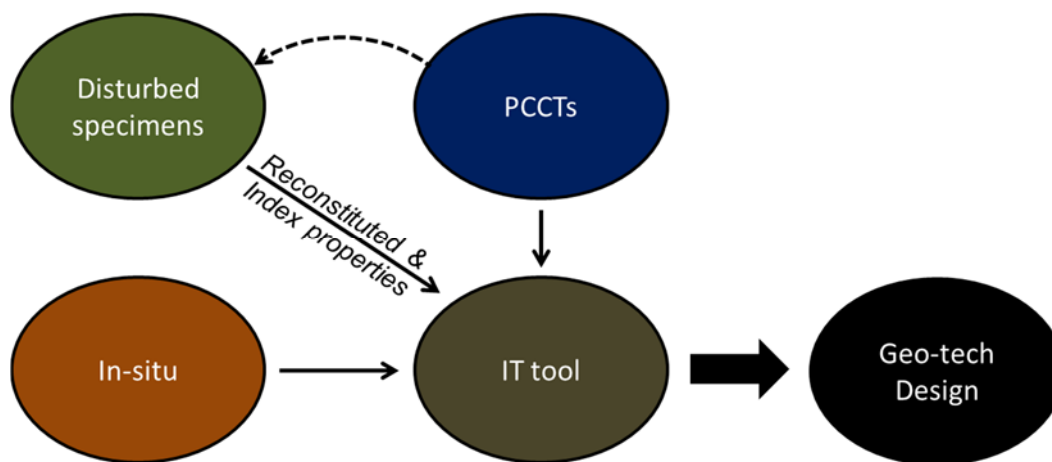 Disturbed
specimens
PCCTs
Reconstituted &
Index properties
In-situ
IT tool
Geo-tech
Design